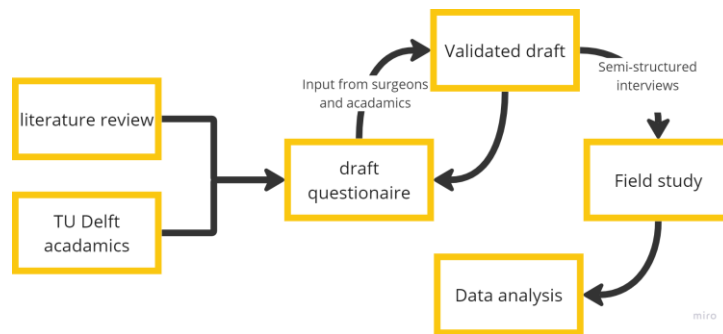 literature review
TU Delft
acadamics
draft
questionaire
Input from surgeons
and acadamics
Validated draft
Semi-structured
interviews
Field study
Data analysis
miro